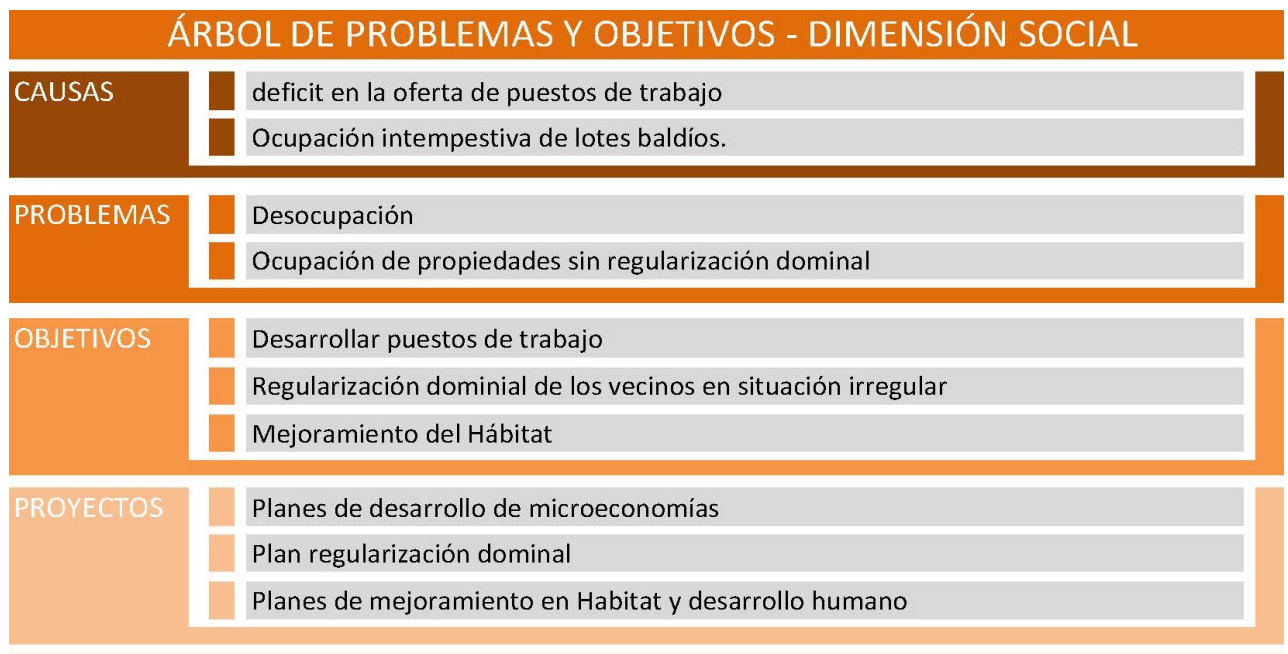 ÁRBOL DE PROBLEMAS Y OBJETIVOS - DIMENSIÓN SOCIAL
CAUSAS
deficit en la oferta de puestos de trabajo
Ocupación intempestiva de lotes baldíos.
PROBLEMAS
Desocupación
Ocupación de propiedades sin regularización dominal
OBJETIVOS
Desarrollar puestos de trabajo
Regularización dominial de los vecinos en situación irregular
Mejoramiento del Hábitat
PROYECTOS
Planes de desarrollo de microeconomías
Plan regularización dominal
Planes de mejoramiento en Habitat y desarrollo humano